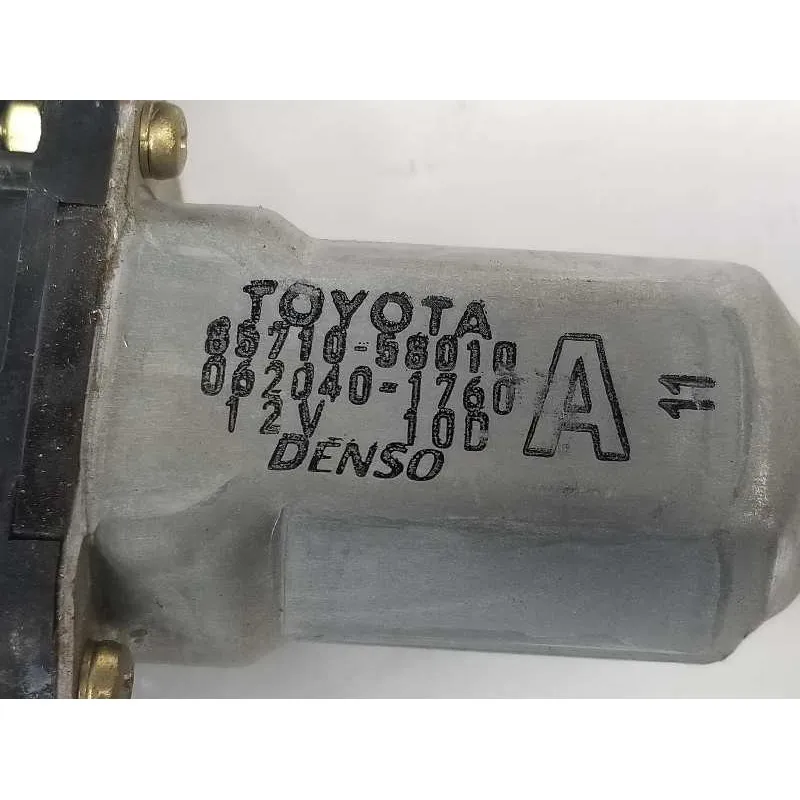 TOYOTA
85710-58010
062040-1760
12V 10D
DENSO
A
11